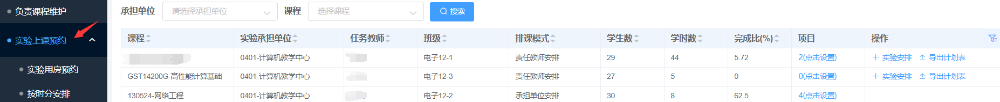 负责课程维护
实验上课预约
实验用房预约
按时分安排
承担单位 请选择承担单位 课程 选择课程 搜索
课程 实验承担单位 任务教师 班级 排课模式 学生数 学时数 完成比(%) 项目 操作
0401-计算机教学中心 电子12-1 责任教师安排 29 44 5.72 2(点击设置) 实验安排 导出计划表
GST14200G-高性能计算基础 0401-计算机教学中心 电子12-3 责任教师安排 27 5 0 0(点击设置) 实验安排 导出计划表
130524-网络工程 0401-计算机教学中心 电子12-2 承担单位安排 30 8 62.5 4(点击设置)